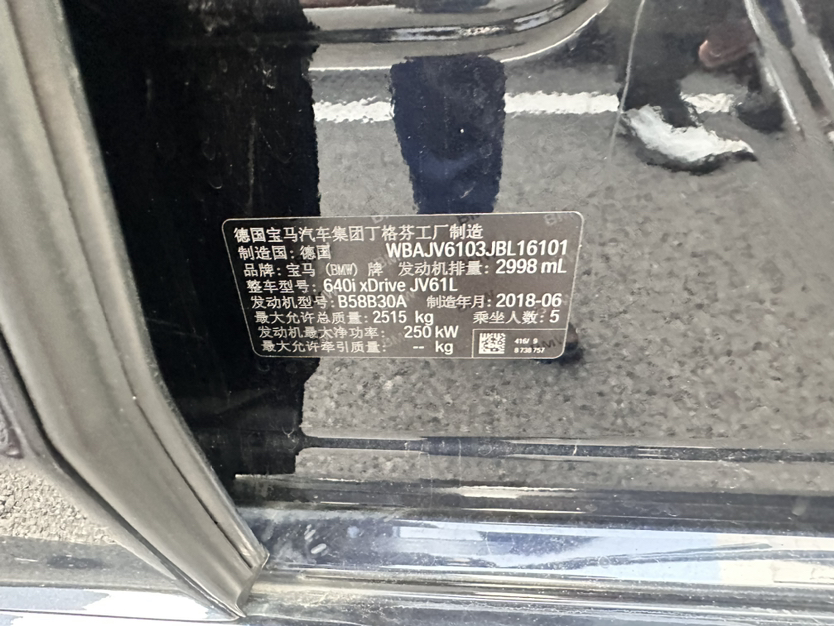 德国宝马汽车集团丁格芬工厂制造
制造国: 德国 WBAJV6103JBL16101
品牌: 宝马 (BMW) 牌 发动机排量: 2998 mL
整车型号: 640i xDrive JV61L
发动机型号: B58B30A 制造年月: 2018-06
最大允许总质量: 2515 kg 乘坐人数: 5
发动机最大净功率: 250 kW
最大允许牵引质量: -- kg
416/ 9
8738757